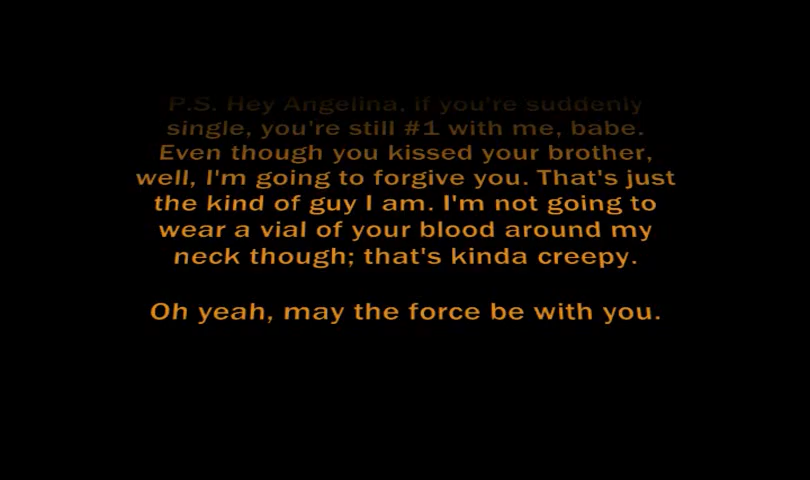 P.S. Hey Angelina, if you're suddenly
single, you're still #1 with me, babe.
Even though you kissed your brother,
well, I'm going to forgive you. That's just
the kind of guy I am. I'm not going to
wear a vial of your blood around my
neck though; that's kinda creepy.
Oh yeah, may the force be with you.